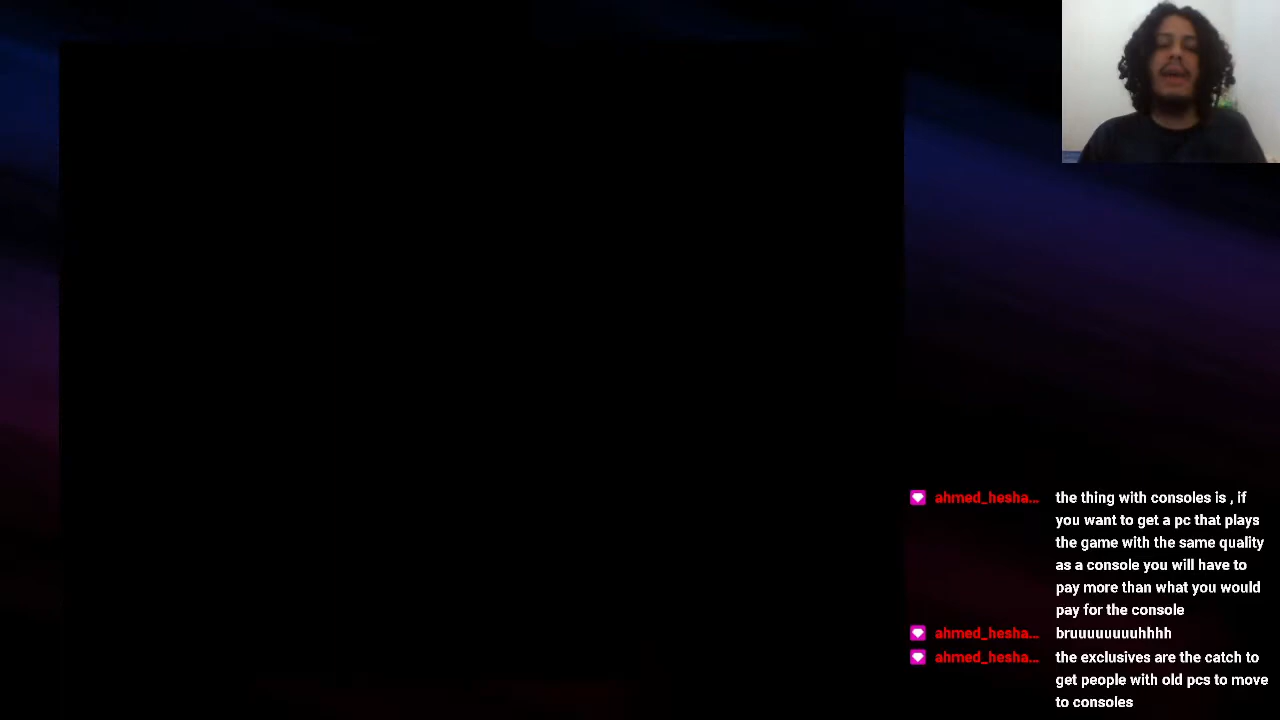 ahmed_hesha... the thing with consoles is , if
you want to get a pc that plays
the game with the same quality
as a console you will have to
pay more than what you would
pay for the console
ahmed_hesha... bruuuuuuuhhhh
ahmed_hesha... the exclusives are the catch to
get people with old pcs to move
to consoles